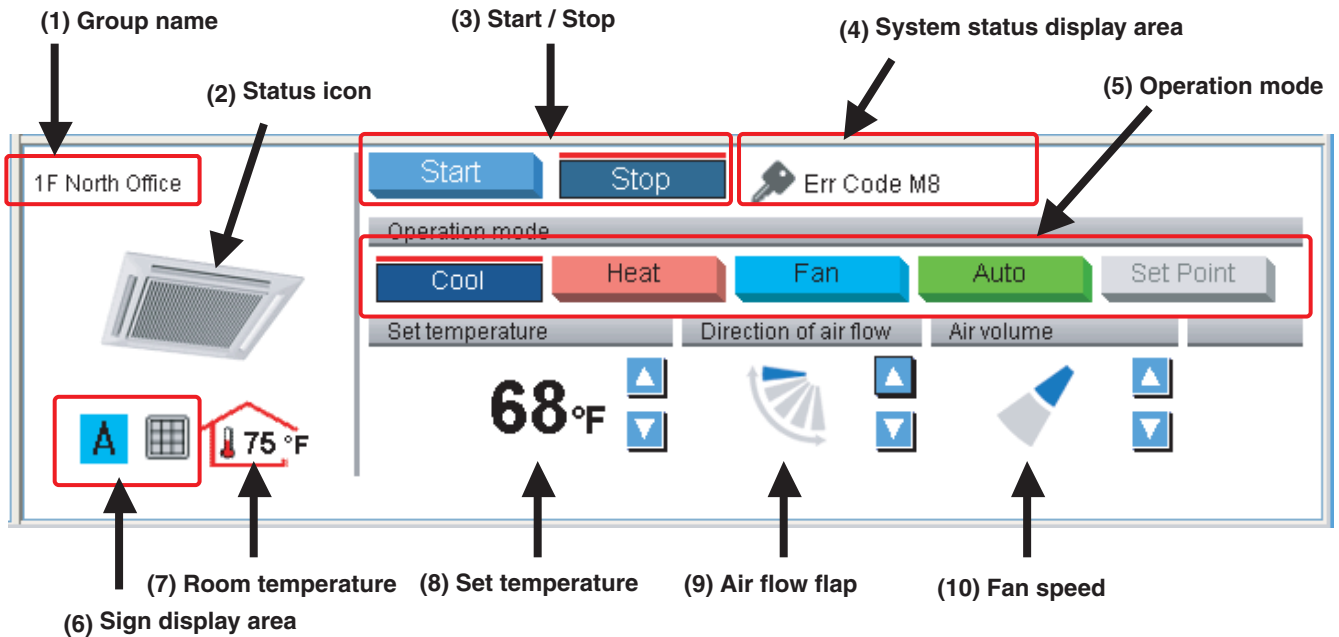 (1) Group name
(3) Start / Stop
(4) System status display area
(2) Status icon
(5) Operation mode
1F North Office
Start
Stop
Err Code M8
Operation mode
Cool
Heat
Fan
Auto
Set Point
Set temperature
Direction of air flow
Air volume
68°F
A
75 °F
(7) Room temperature
(8) Set temperature
(9) Air flow flap
(10) Fan speed
(6) Sign display area